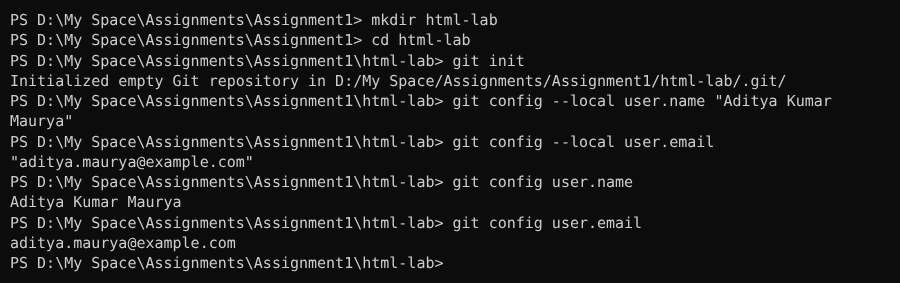 PS D:\My Space\Assignments\Assignment1> mkdir html-lab
PS D:\My Space\Assignments\Assignment1> cd html-lab
PS D:\My Space\Assignments\Assignment1\html-lab> git init
Initialized empty Git repository in D:/My Space/Assignments/Assignment1/html-lab/.git/
PS D:\My Space\Assignments\Assignment1\html-lab> git config --local user.name "Aditya Kumar
Maurya"
PS D:\My Space\Assignments\Assignment1\html-lab> git config --local user.email
"aditya.maurya@example.com"
PS D:\My Space\Assignments\Assignment1\html-lab> git config user.name
Aditya Kumar Maurya
PS D:\My Space\Assignments\Assignment1\html-lab> git config user.email
aditya.maurya@example.com
PS D:\My Space\Assignments\Assignment1\html-lab>